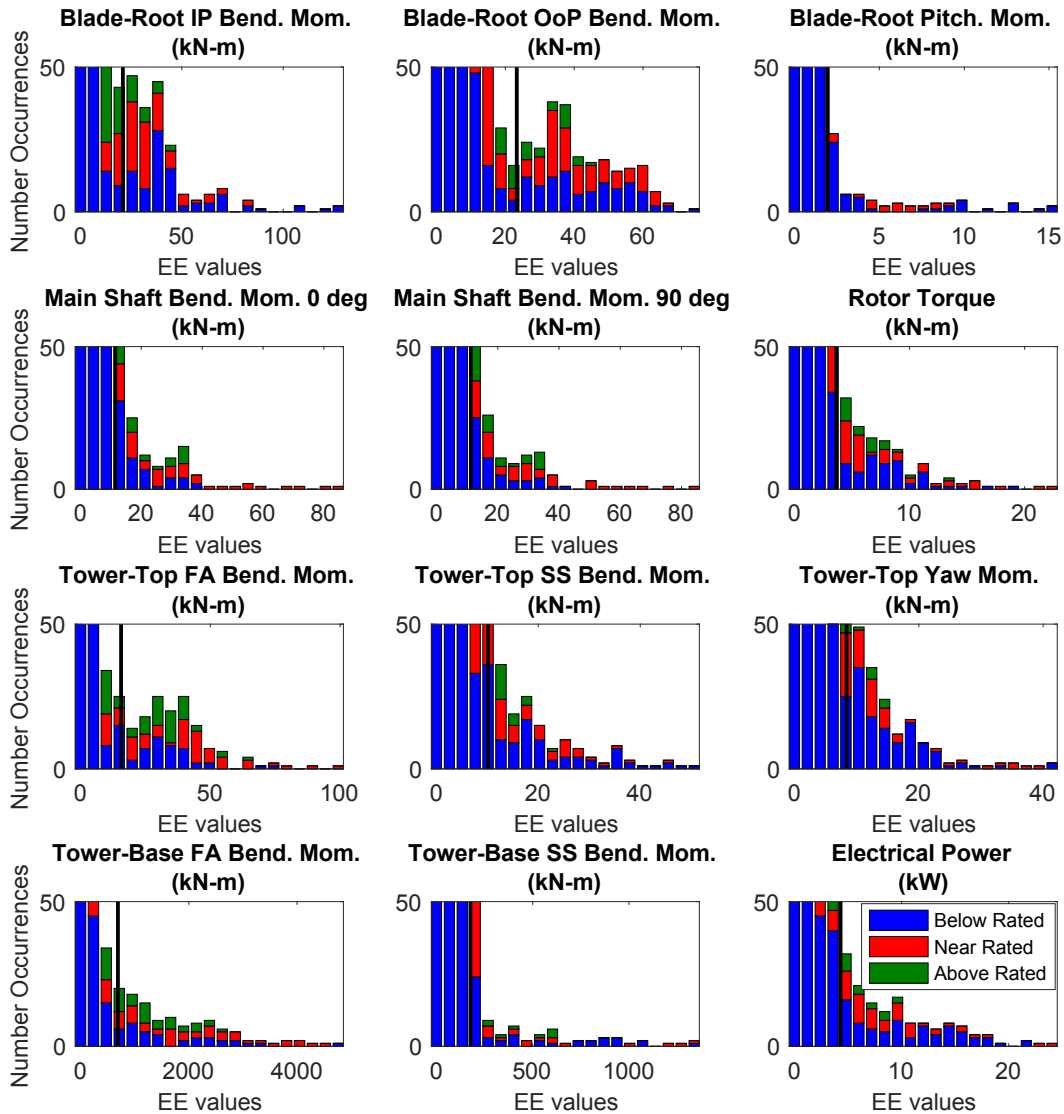 Blade-Root IP Bend. Mom.
(kN-m)
Blade-Root OoP Bend. Mom.
(kN-m)
Blade-Root Pitch. Mom.
(kN-m)
Number Occurrences
50
0
0 50 100
EE values
50
0
0 20 40 60
EE values
50
0
0 5 10 15
EE values
Main Shaft Bend. Mom. 0 deg
(kN-m)
Main Shaft Bend. Mom. 90 deg
(kN-m)
Rotor Torque
(kN-m)
Number Occurrences
50
0
0 20 40 60 80
EE values
50
0
0 20 40 60 80
EE values
50
0
0 10 20
EE values
Tower-Top FA Bend. Mom.
(kN-m)
Tower-Top SS Bend. Mom.
(kN-m)
Tower-Top Yaw Mom.
(kN-m)
Number Occurrences
50
0
0 50 100
EE values
50
0
0 20 40
EE values
50
0
0 20 40
EE values
Tower-Base FA Bend. Mom.
(kN-m)
Tower-Base SS Bend. Mom.
(kN-m)
Electrical Power
(kW)
Number Occurrences
50
0
2000 4000
EE values
50
0
500 1000
EE values
50
0
0 10 20
EE values
Below Rated
Near Rated
Above Rated